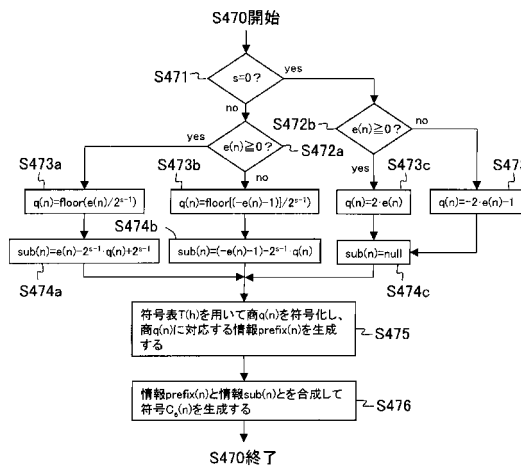 S470開始
S471
s=0?
yes
no
S472b
e(n)≧0?
no
yes
S472a
e(n)≧0?
yes
no
S473a
S473b
S473c
S473
q(n)=floor(e(n)/2^{s-1})
q(n)=floor[(-e(n)-1)]/2^{s-1})
q(n)=2・e(n)
q(n)=-2・e(n)-1
S474b
sub(n)=e(n)-2^{s-1}・q(n)+2^{s-1}
sub(n)=(-e(n)-1)-2^{s-1}・q(n)
sub(n)=null
S474a
S474c
符号表T(h)を用いて商q(n)を符号化し、
商q(n)に対応する情報prefix(n)を生成
する
S475
情報prefix(n)と情報sub(n)とを合成して
符号C_e(n)を生成する
S476
S470終了